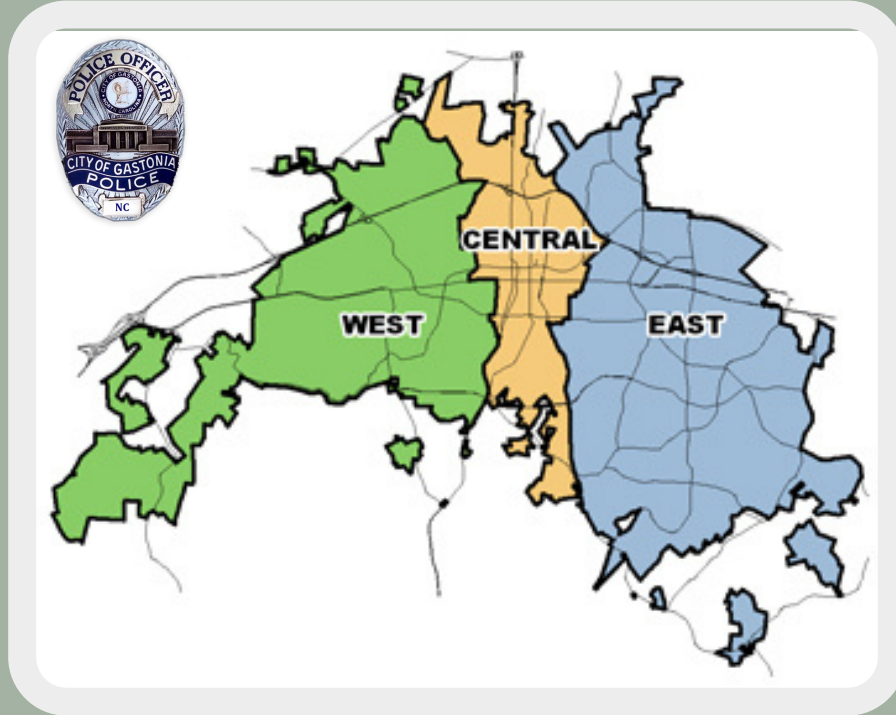 POLICE OFFICER
CITY OF GASTONIA
POLICE
NC
CENTRAL
WEST
EAST